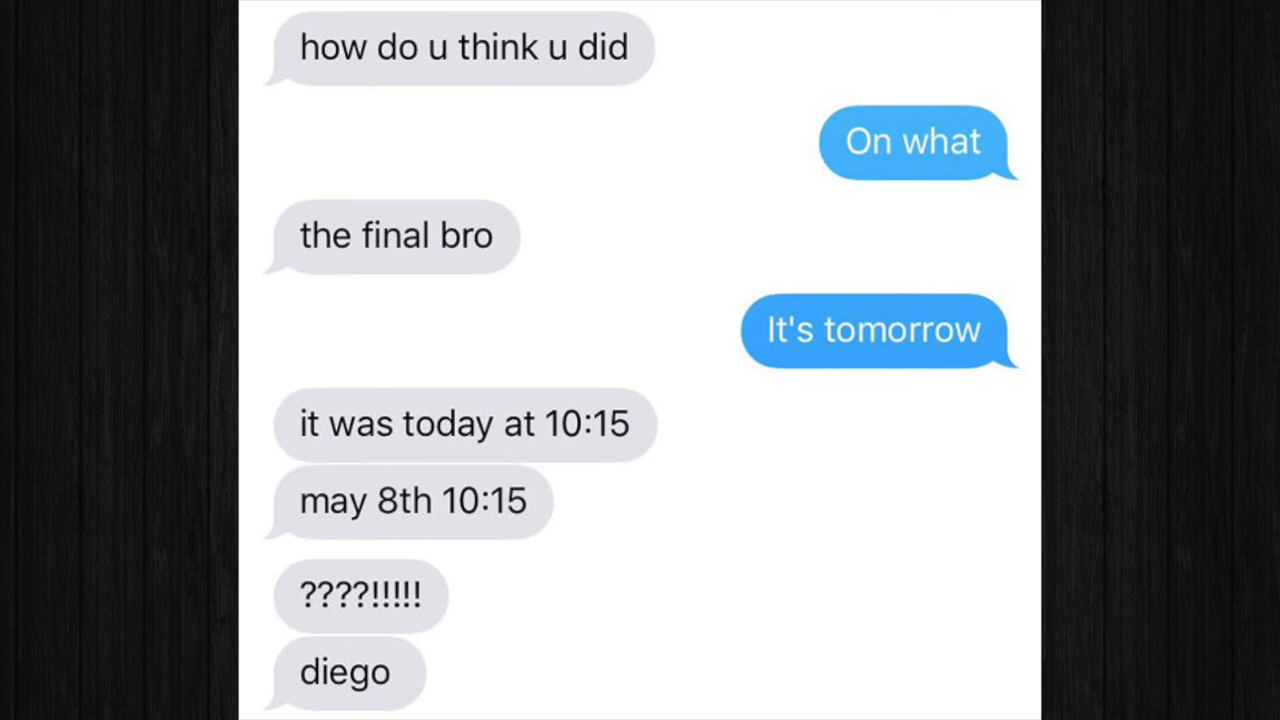 how do u think u did
On what
the final bro
It's tomorrow
it was today at 10:15
may 8th 10:15
????!!!!!
diego